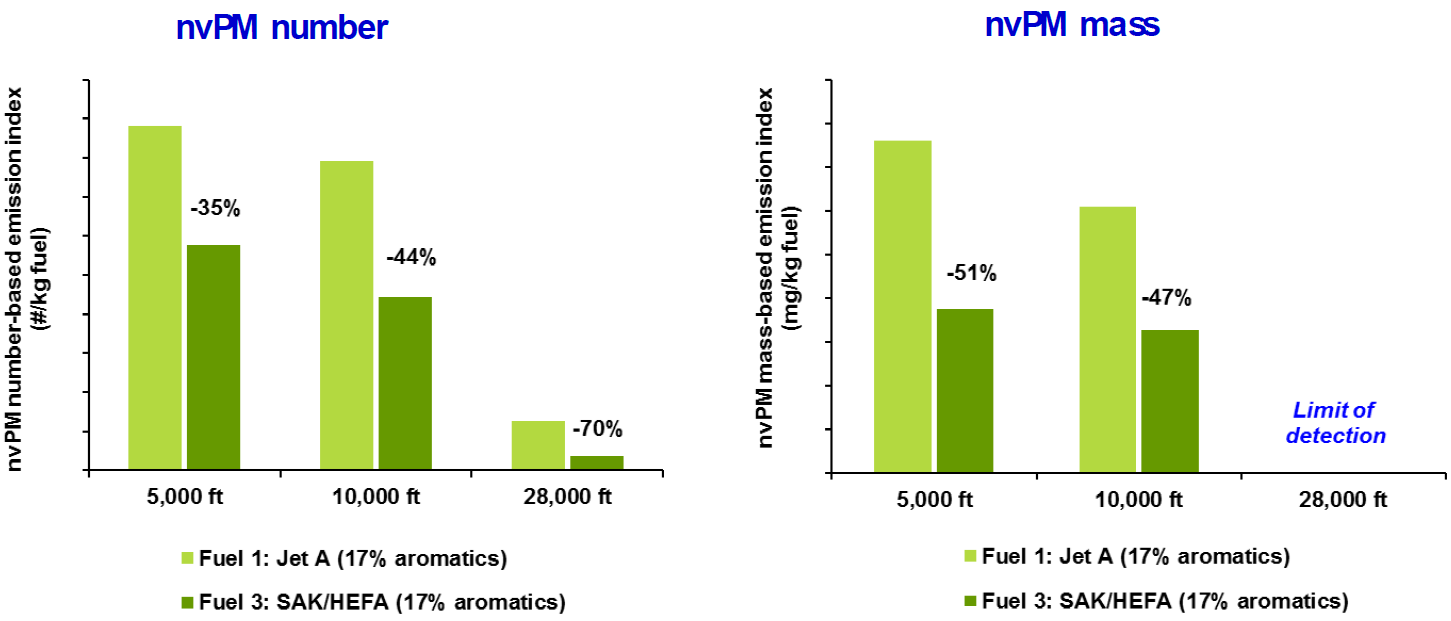 nvPM number
nvPM number-based emission index
(#/kg fuel)
-35%
-44%
-70%
5,000 ft
10,000 ft
28,000 ft
Fuel 1: Jet A (17% aromatics)
Fuel 3: SAK/HEFA (17% aromatics)
nvPM mass
nvPM mass-based emission index
(mg/kg fuel)
-51%
-47%
Limit of
detection
5,000 ft
10,000 ft
28,000 ft
Fuel 1: Jet A (17% aromatics)
Fuel 3: SAK/HEFA (17% aromatics)